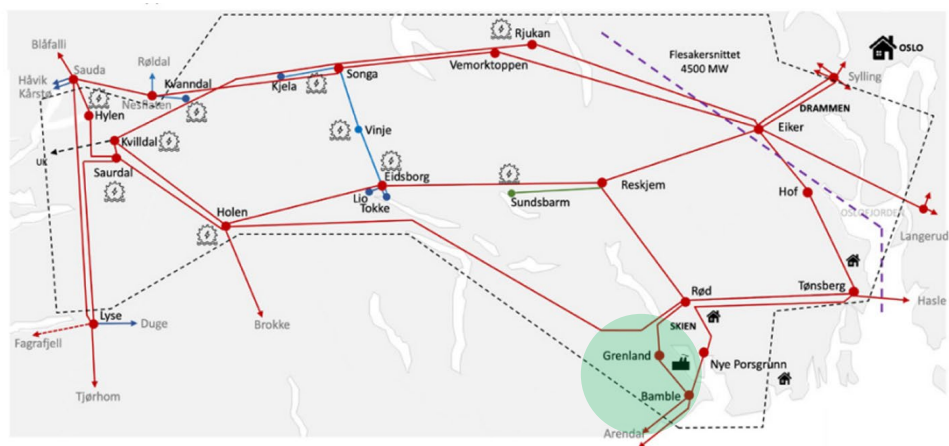 Blåfalli
Sauda
Røldal
Håvik
Kårstø
Nesflaten
Kvanndal
Hylen
Kvilldal
UK
Saurdal
Kjela
Songa
Rjukan
Vemorktoppen
Flesakersnittet
4500 MW
OSLO
Sylling
DRAMMEN
Eiker
Vinje
Eidsborg
Lio
Tokke
Sundsbarm
Reskjem
Hof
OSLOFJORDEN
Langerud
Holen
Brokke
Lyse
Duge
Fagrafjell
Tjørhom
Rød
Tønsberg
Hasle
SKIEN
Grenland
Nye Porsgrunn
Bamble
Arendal